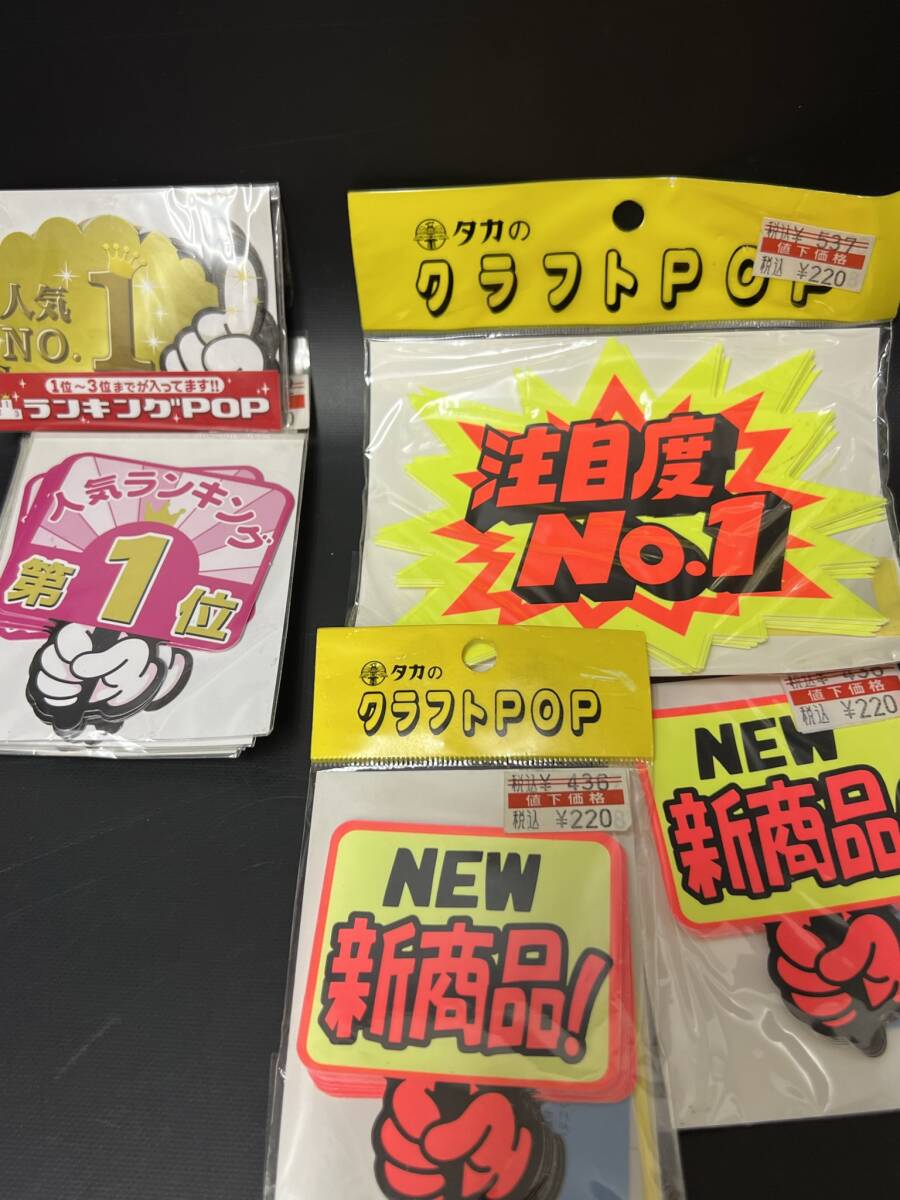 人気
NO.1
1位～3位までが入ってます!!
ランキングPOP
人気ランキング
第1位
タカの
クラフトPOP
税込¥ 537
値下価格
税込 ¥220
注目度
No.1
タカの
クラフトPOP
税込¥ 436
値下価格
税込 ¥220
NEW
新商品!
436
値下価格
税込 ¥220
NEW
新商品